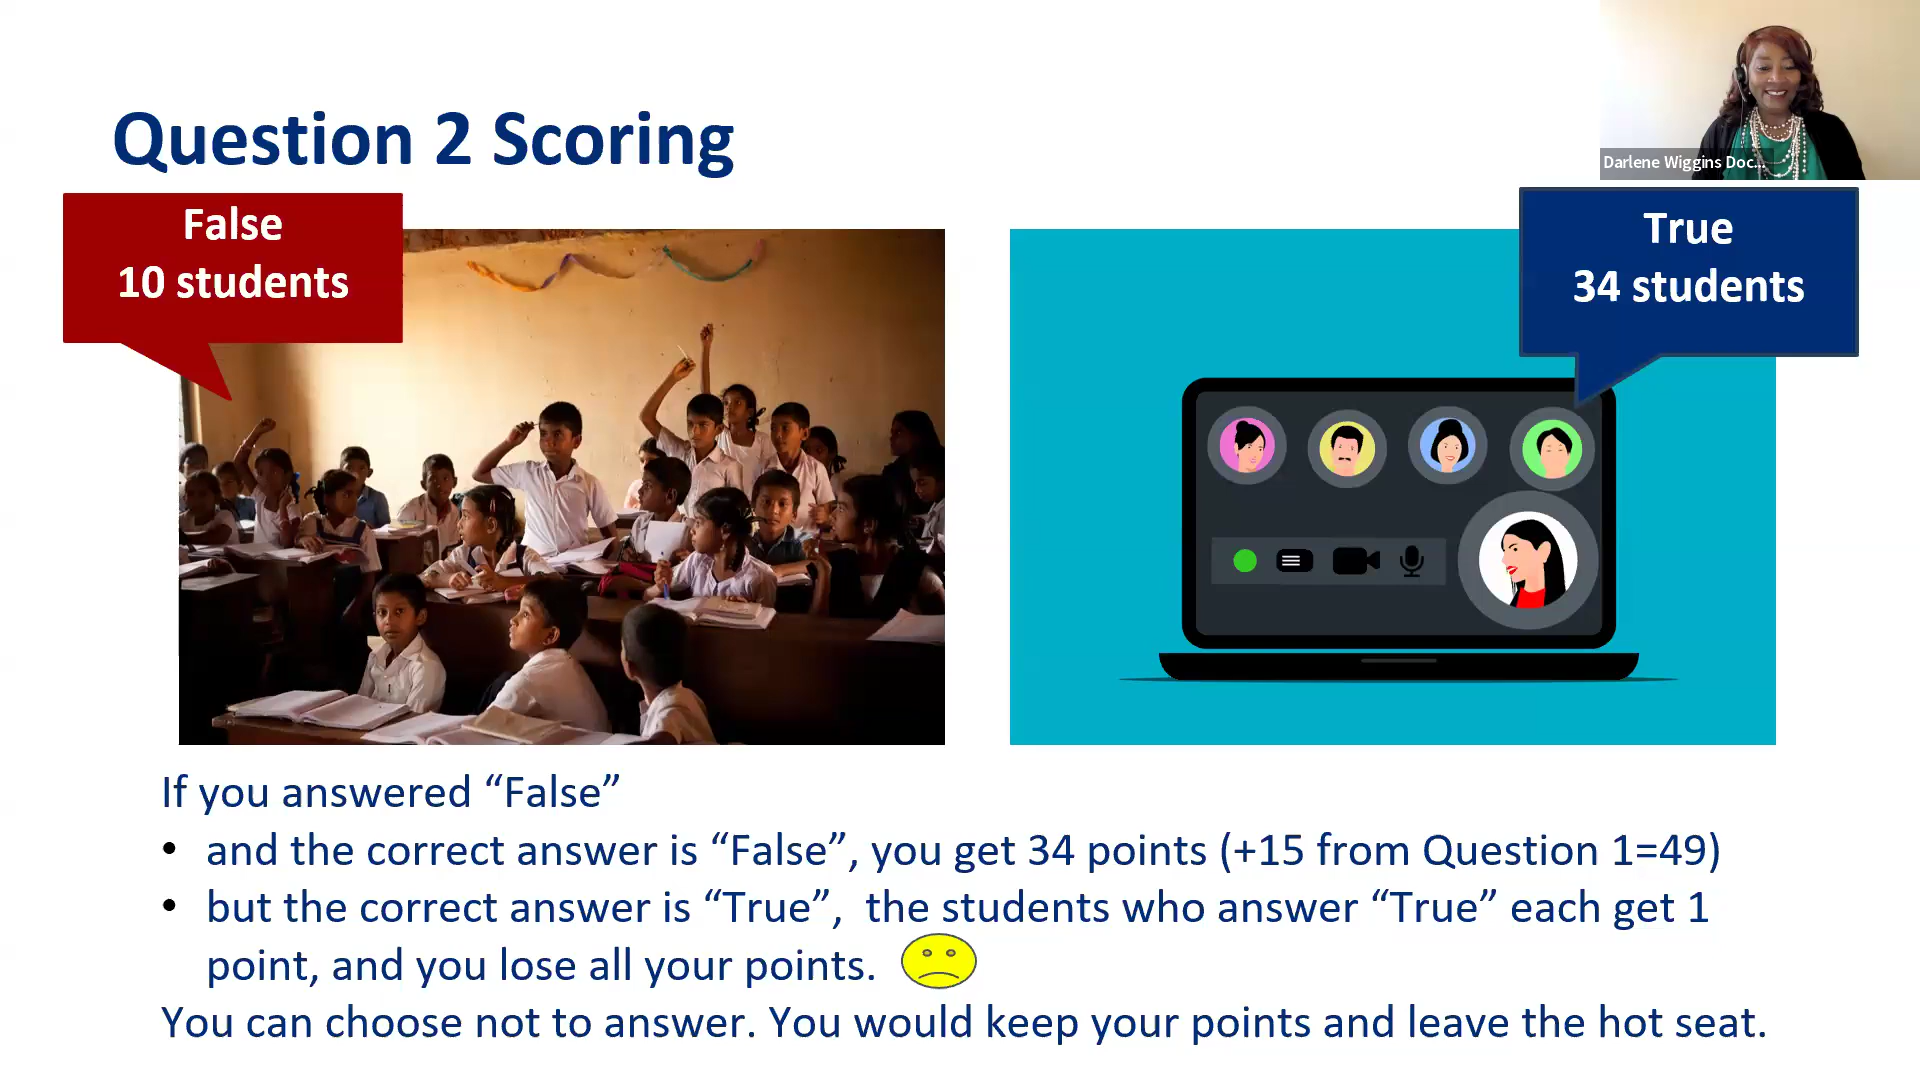 Darlene Wiggins Doc...
Question 2 Scoring
False
10 students
True
34 students
If you answered “False”
• and the correct answer is “False”, you get 34 points (+15 from Question 1=49)
• but the correct answer is “True”,  the students who answer “True” each get 1
point, and you lose all your points.
You can choose not to answer. You would keep your points and leave the hot seat.